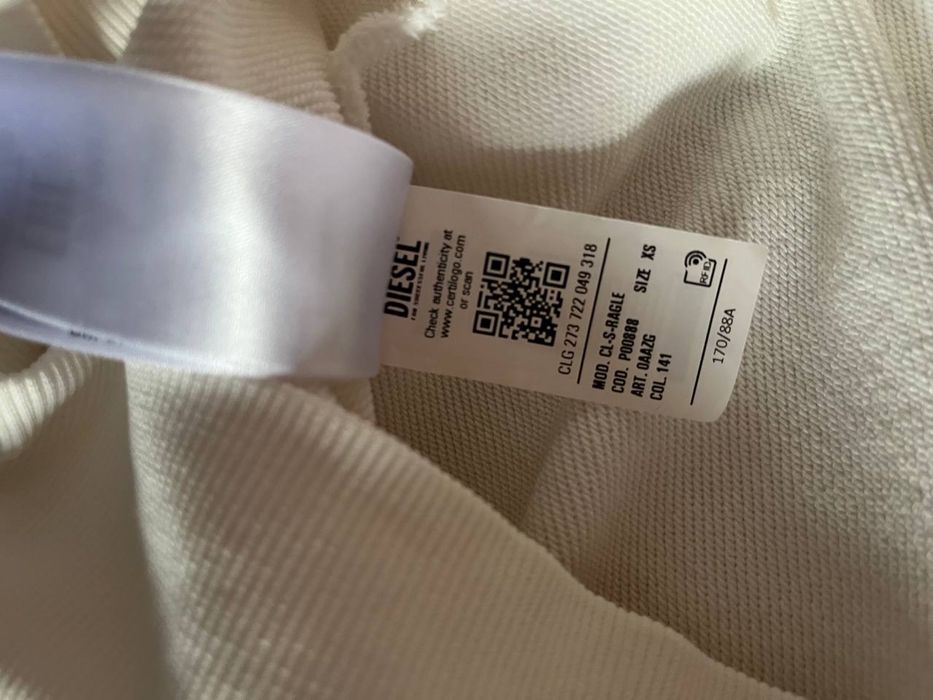 DIESEL
FOR SUCCESSFUL LIVING
Check authenticity at
www.certilogo.com
or scan
CLG 273 722 049 318
MOD. CL-S-RAGLE
COD. P00888 SIZE XS
ART. 0AAZG
COL 141
RFID
170/88A